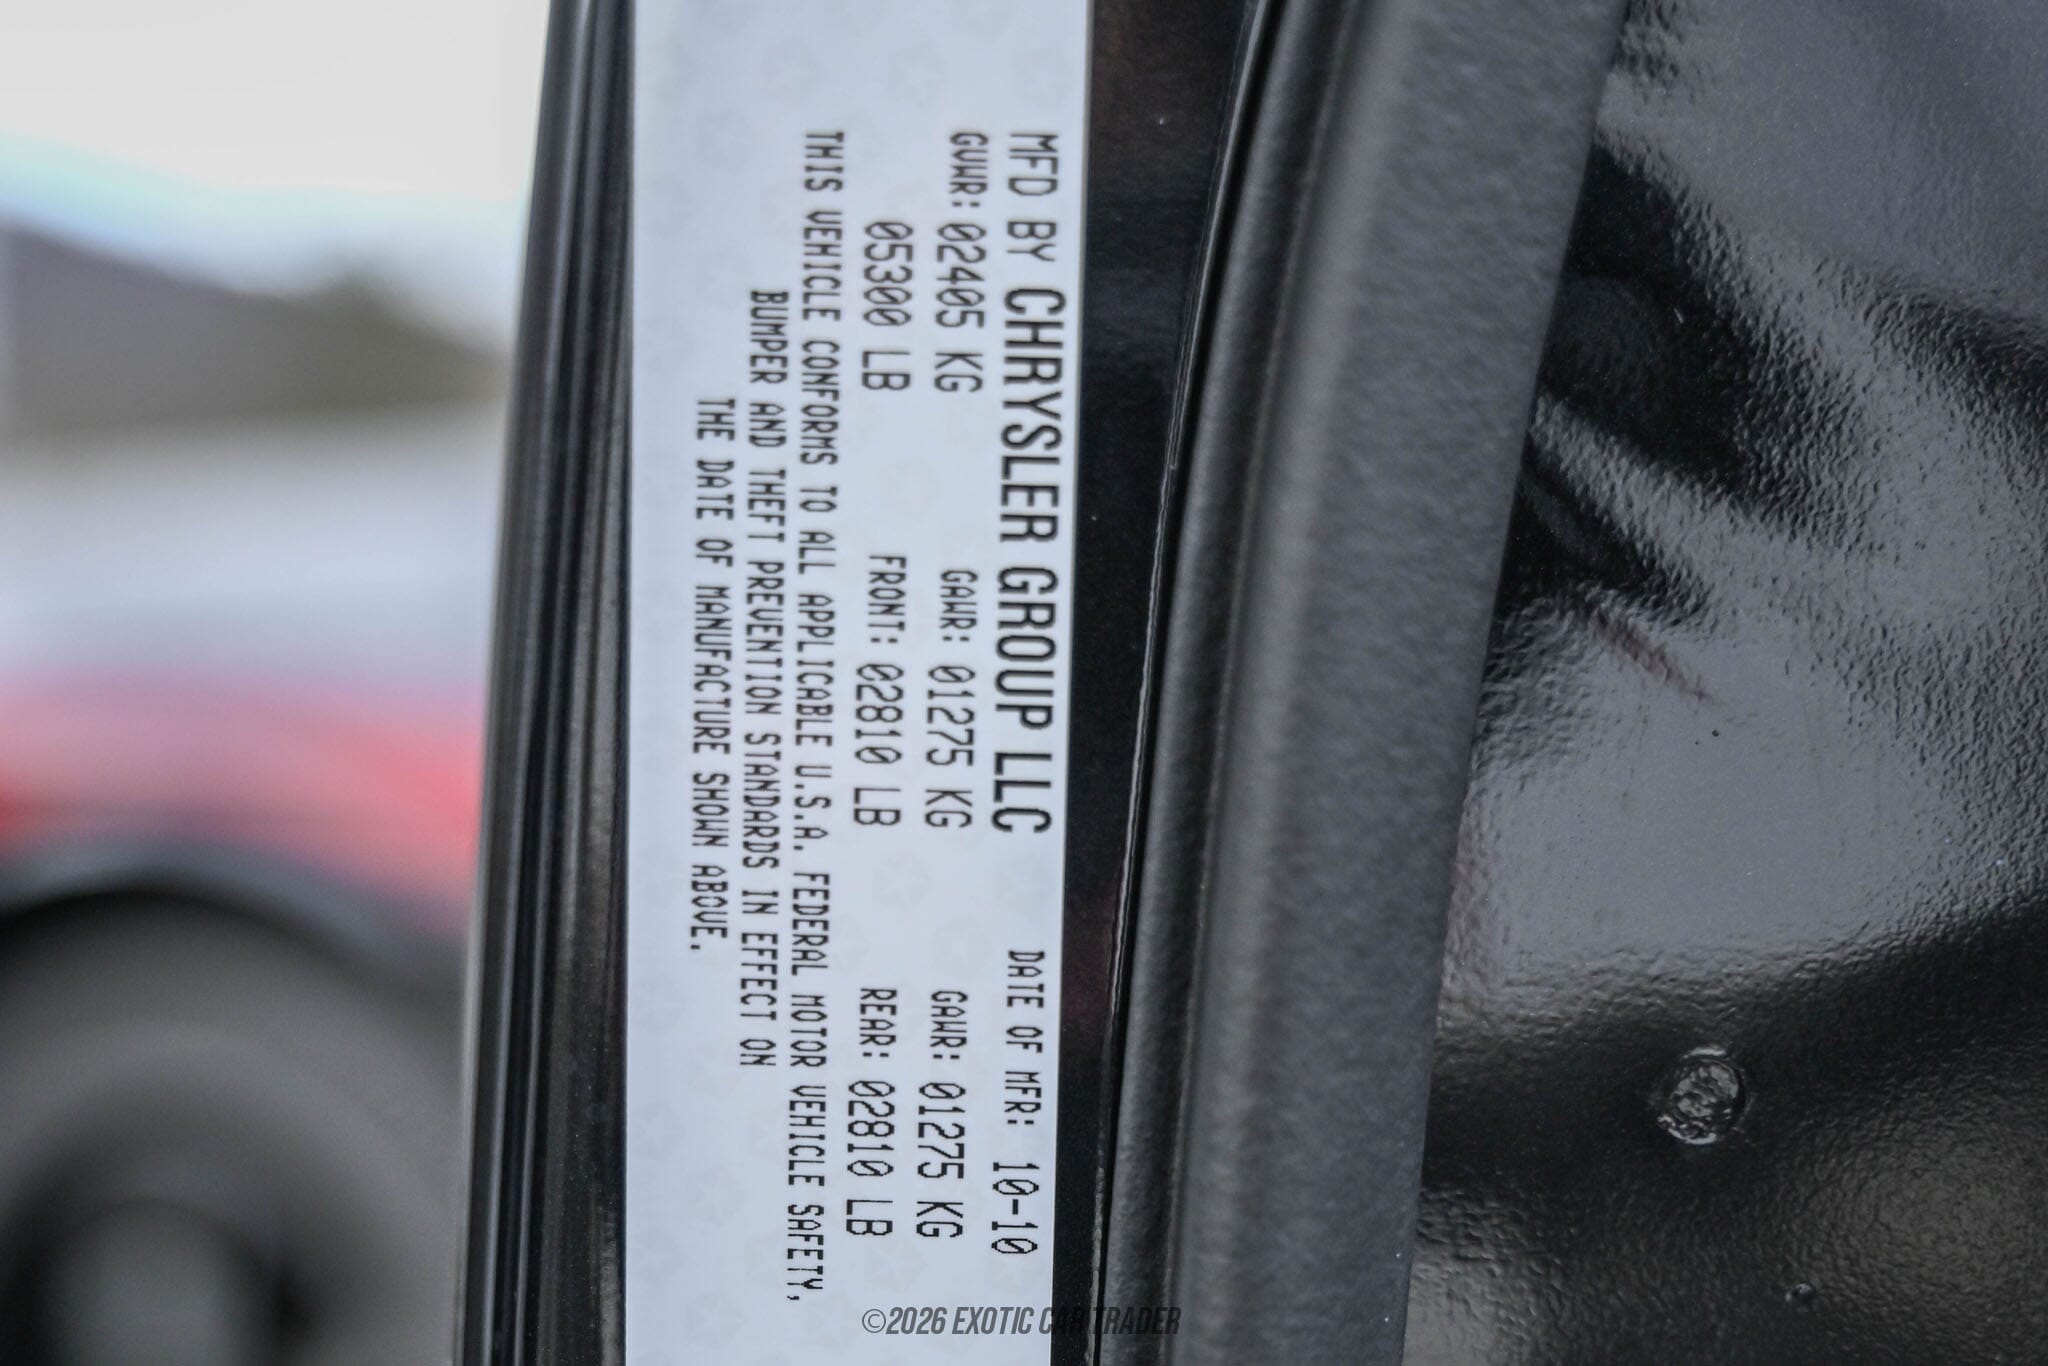 MFD BY CHRYSLER GROUP LLC DATE OF MFR: 10-10
GVWR: 02405 KG GAWR: 01275 KG GAWR: 01275 KG
05300 LB FRONT: 02810 LB REAR: 02810 LB
THIS VEHICLE CONFORMS TO ALL APPLICABLE U.S.A. FEDERAL MOTOR VEHICLE SAFETY,
BUMPER AND THEFT PREVENTION STANDARDS IN EFFECT ON
THE DATE OF MANUFACTURE SHOWN ABOVE.
©2026 EXOTIC CAR TRADER